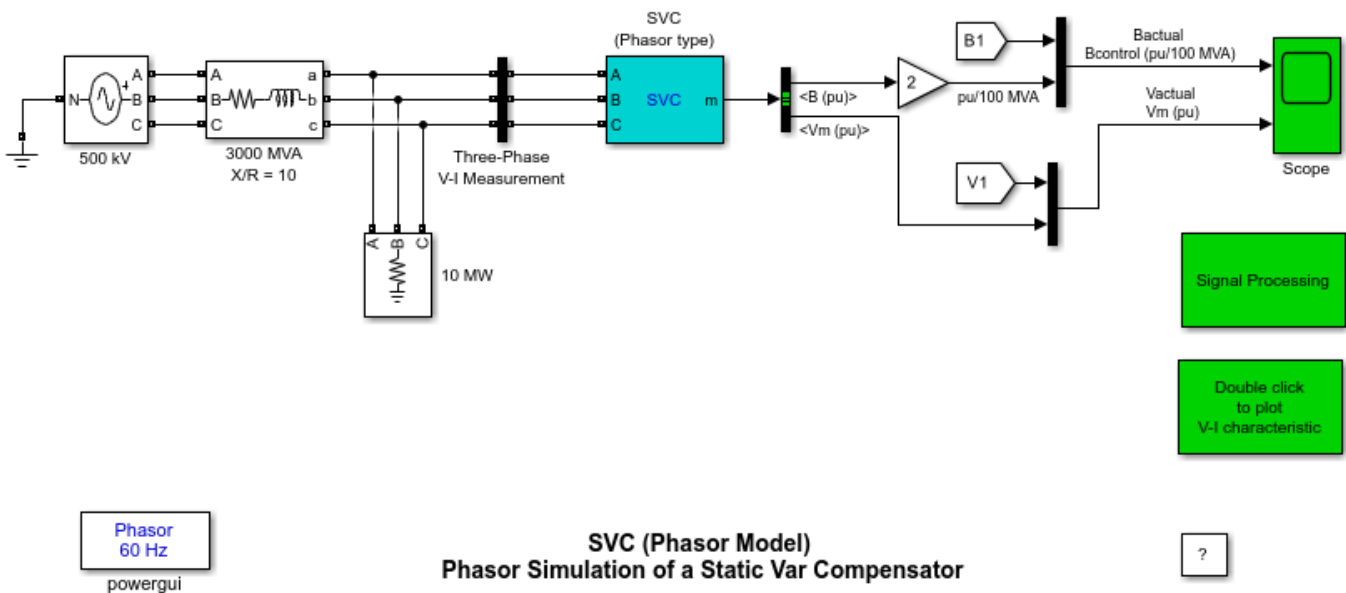 SVC
(Phasor type)
N
A
B
C
500 kV
A
B
C
a
b
c
3000 MVA
X/R = 10
Three-Phase
V-I Measurement
A
B
C
SVC
m
<B (pu)>
<Vm (pu)>
2
pu/100 MVA
B1
V1
Bactual
Bcontrol (pu/100 MVA)
Vactual
Vm (pu)
Scope
A
B
C
10 MW
Signal Processing
Double click
to plot
V-I characteristic
Phasor
60 Hz
powergui
SVC (Phasor Model)
Phasor Simulation of a Static Var Compensator
?